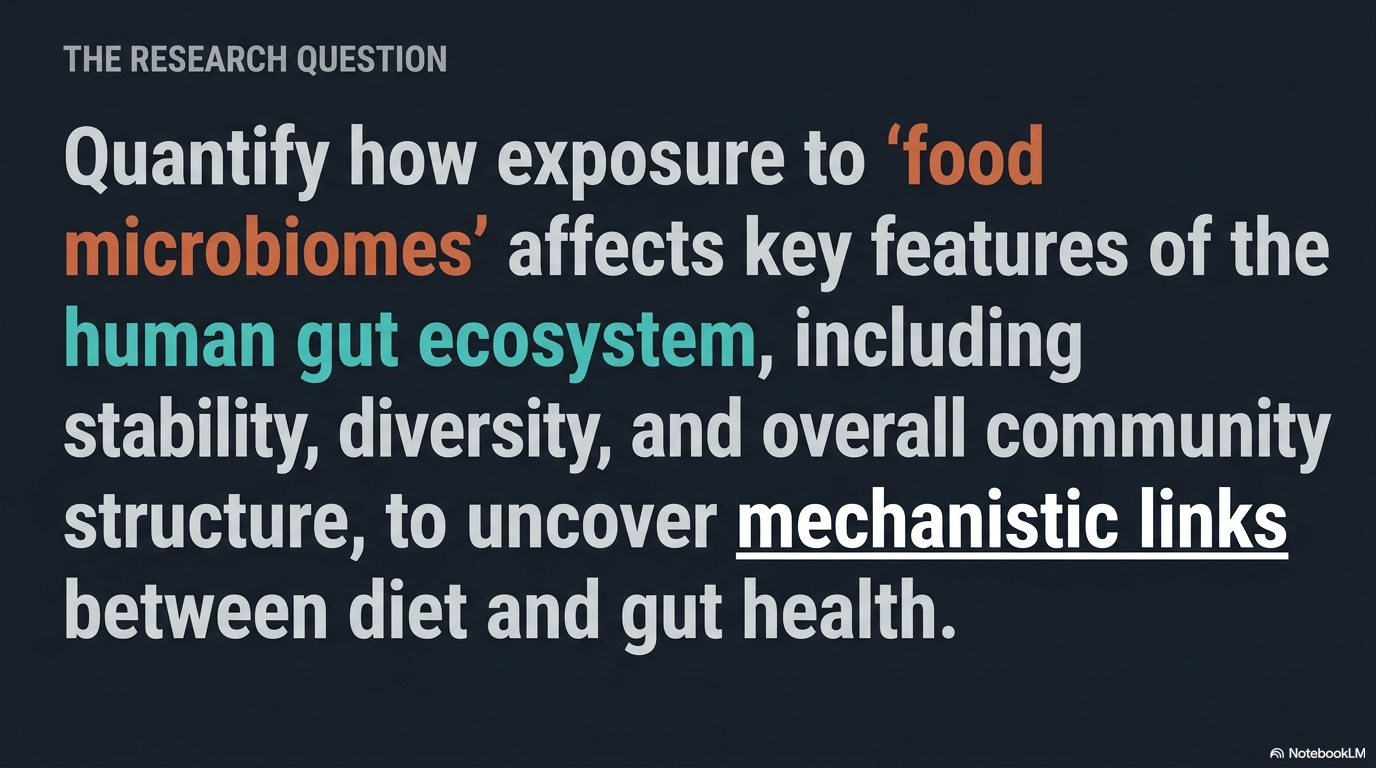 THE RESEARCH QUESTION
Quantify how exposure to ‘food
microbiomes’ affects key features of the
human gut ecosystem, including
stability, diversity, and overall community
structure, to uncover mechanistic links
between diet and gut health.
NotebookLM